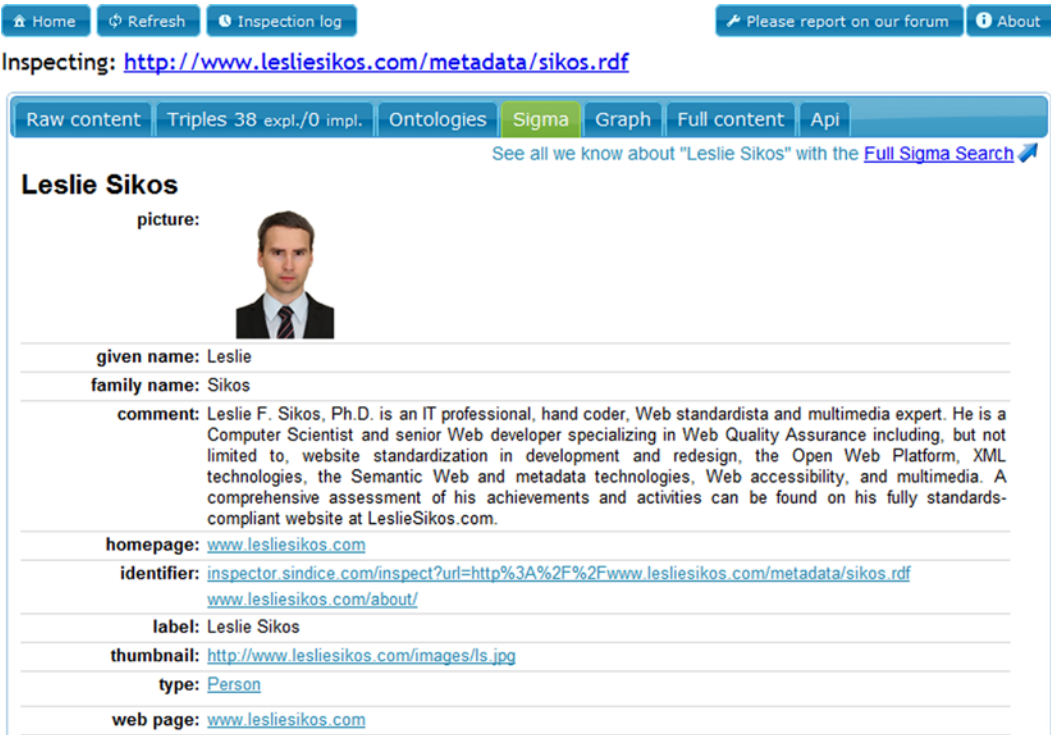 Home Refresh Inspection log Please report on our forum About
Inspecting: http://www.lesliesikos.com/metadata/sikos.rdf
Raw content Triples 38 expl./0 impl. Ontologies Sigma Graph Full content Api
See all we know about "Leslie Sikos" with the Full Sigma Search
Leslie Sikos
picture:
given name: Leslie
family name: Sikos
comment: Leslie F. Sikos, Ph.D. is an IT professional, hand coder, Web standardista and multimedia expert. He is a
Computer Scientist and senior Web developer specializing in Web Quality Assurance including, but not
limited to, website standardization in development and redesign, the Open Web Platform, XML
technologies, the Semantic Web and metadata technologies, Web accessibility, and multimedia. A
comprehensive assessment of his achievements and activities can be found on his fully standards-
compliant website at LeslieSikos.com.
homepage: www.lesliesikos.com
identifier: inspector.sindice.com/inspect?url=http%3A%2F%2Fwww.lesliesikos.com/metadata/sikos.rdf
www.lesliesikos.com/about/
label: Leslie Sikos
thumbnail: http://www.lesliesikos.com/images/ls.jpg
type: Person
web page: www.lesliesikos.com